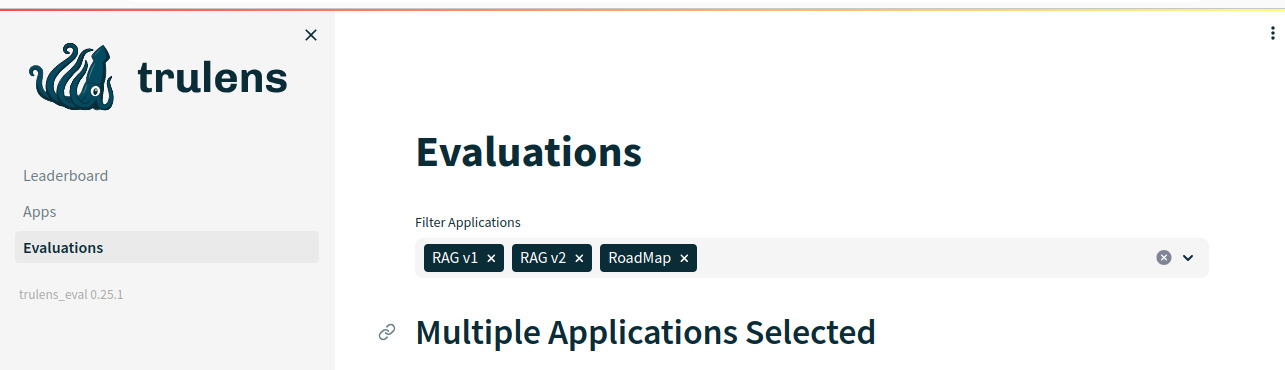 trulens
Leaderboard
Apps
Evaluations
trulens_eval 0.25.1
Evaluations
Filter Applications
RAG v1 RAG v2 RoadMap
Multiple Applications Selected